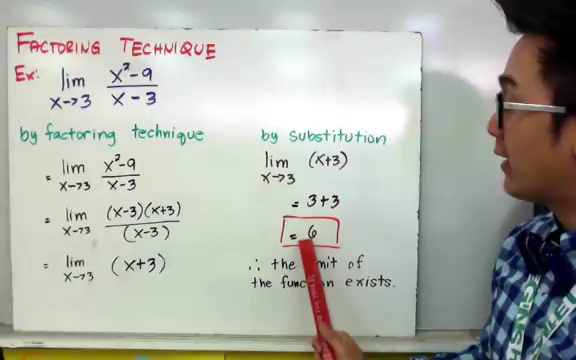 FACTORING TECHNIQUE
Ex: lim x→3 x²-9 / x-3
by factoring technique
= lim x→3 x²-9 / x-3
= lim x→3 (x-3)(x+3) / (x-3)
= lim x→3 (x+3)
by substitution
lim x→3 (x+3)
= 3+3
= 6
∴ the limit of
the function exists.